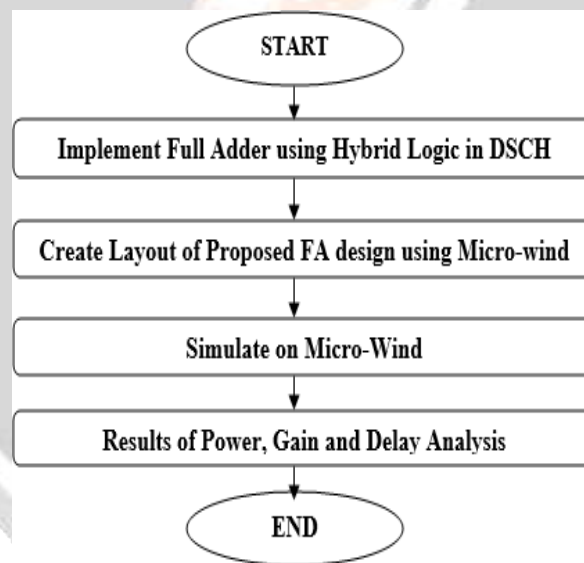 START
Implement Full Adder using Hybrid Logic in DSCH
Create Layout of Proposed FA design using Micro-wind
Simulate on Micro-Wind
Results of Power, Gain and Delay Analysis
END